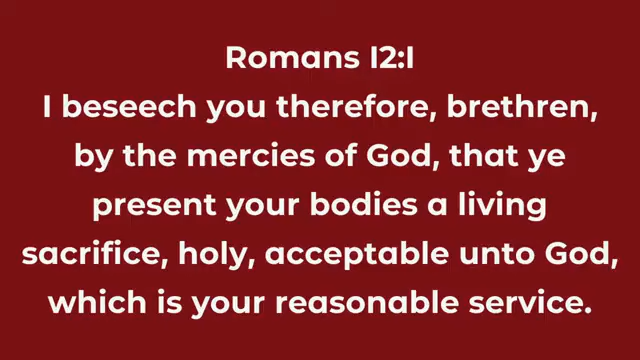 Romans 12:1
I beseech you therefore, brethren,
by the mercies of God, that ye
present your bodies a living
sacrifice, holy, acceptable unto God,
which is your reasonable service.